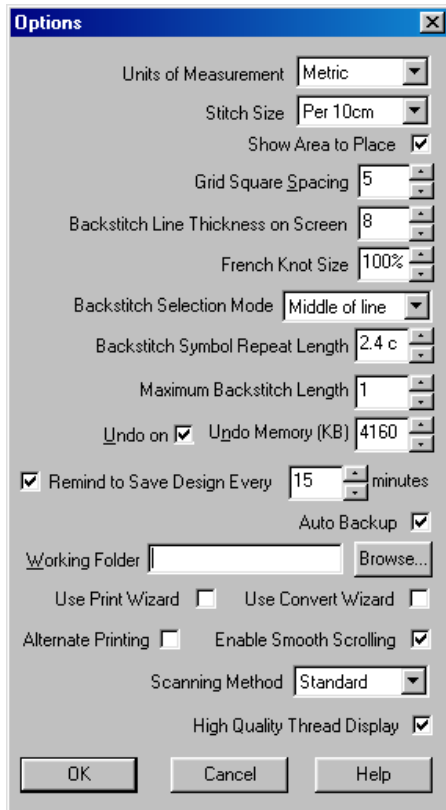 Options
Units of Measurement Metric
Stitch Size Per 10cm
Show Area to Place
Grid Square Spacing 5
Backstitch Line Thickness on Screen 8
French Knot Size 100%
Backstitch Selection Mode Middle of line
Backstitch Symbol Repeat Length 2.4 c
Maximum Backstitch Length 1
Undo on Undo Memory (KB) 4160
Remind to Save Design Every 15 minutes
Auto Backup
Working Folder Browse...
Use Print Wizard Use Convert Wizard
Alternate Printing Enable Smooth Scrolling
Scanning Method Standard
High Quality Thread Display
OK Cancel Help